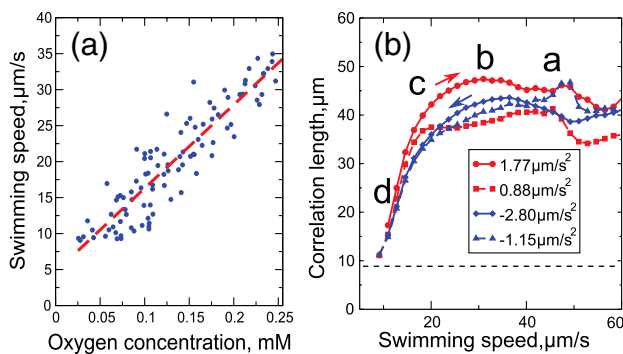 (a)
Swimming speed,μm/s
40
35
30
25
20
15
10
5
0
0
0.05
0.1
0.15
0.2
0.25
Oxygen concentration, mM
(b)
Correlation length,μm
60
50
40
30
20
10
0
20
40
60
Swimming speed,μm/s
a
b
c
d
1.77μm/s²
0.88μm/s²
-2.80μm/s²
-1.15μm/s²